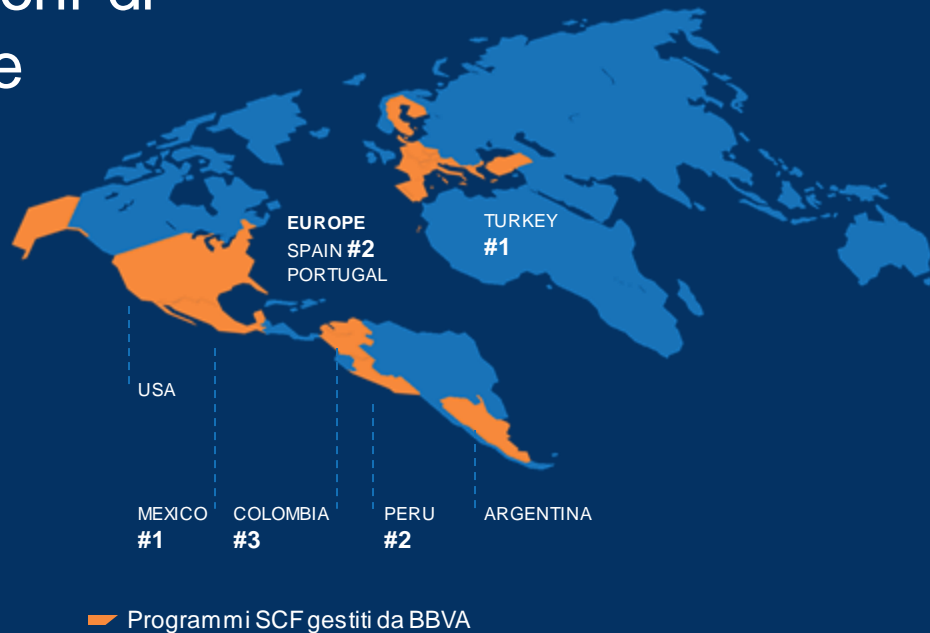 e
EUROPE
SPAIN #2
PORTUGAL
TURKEY
#1
USA
MEXICO
#1
COLOMBIA
#3
PERU
#2
ARGENTINA
Programmi SCF gestiti da BBVA